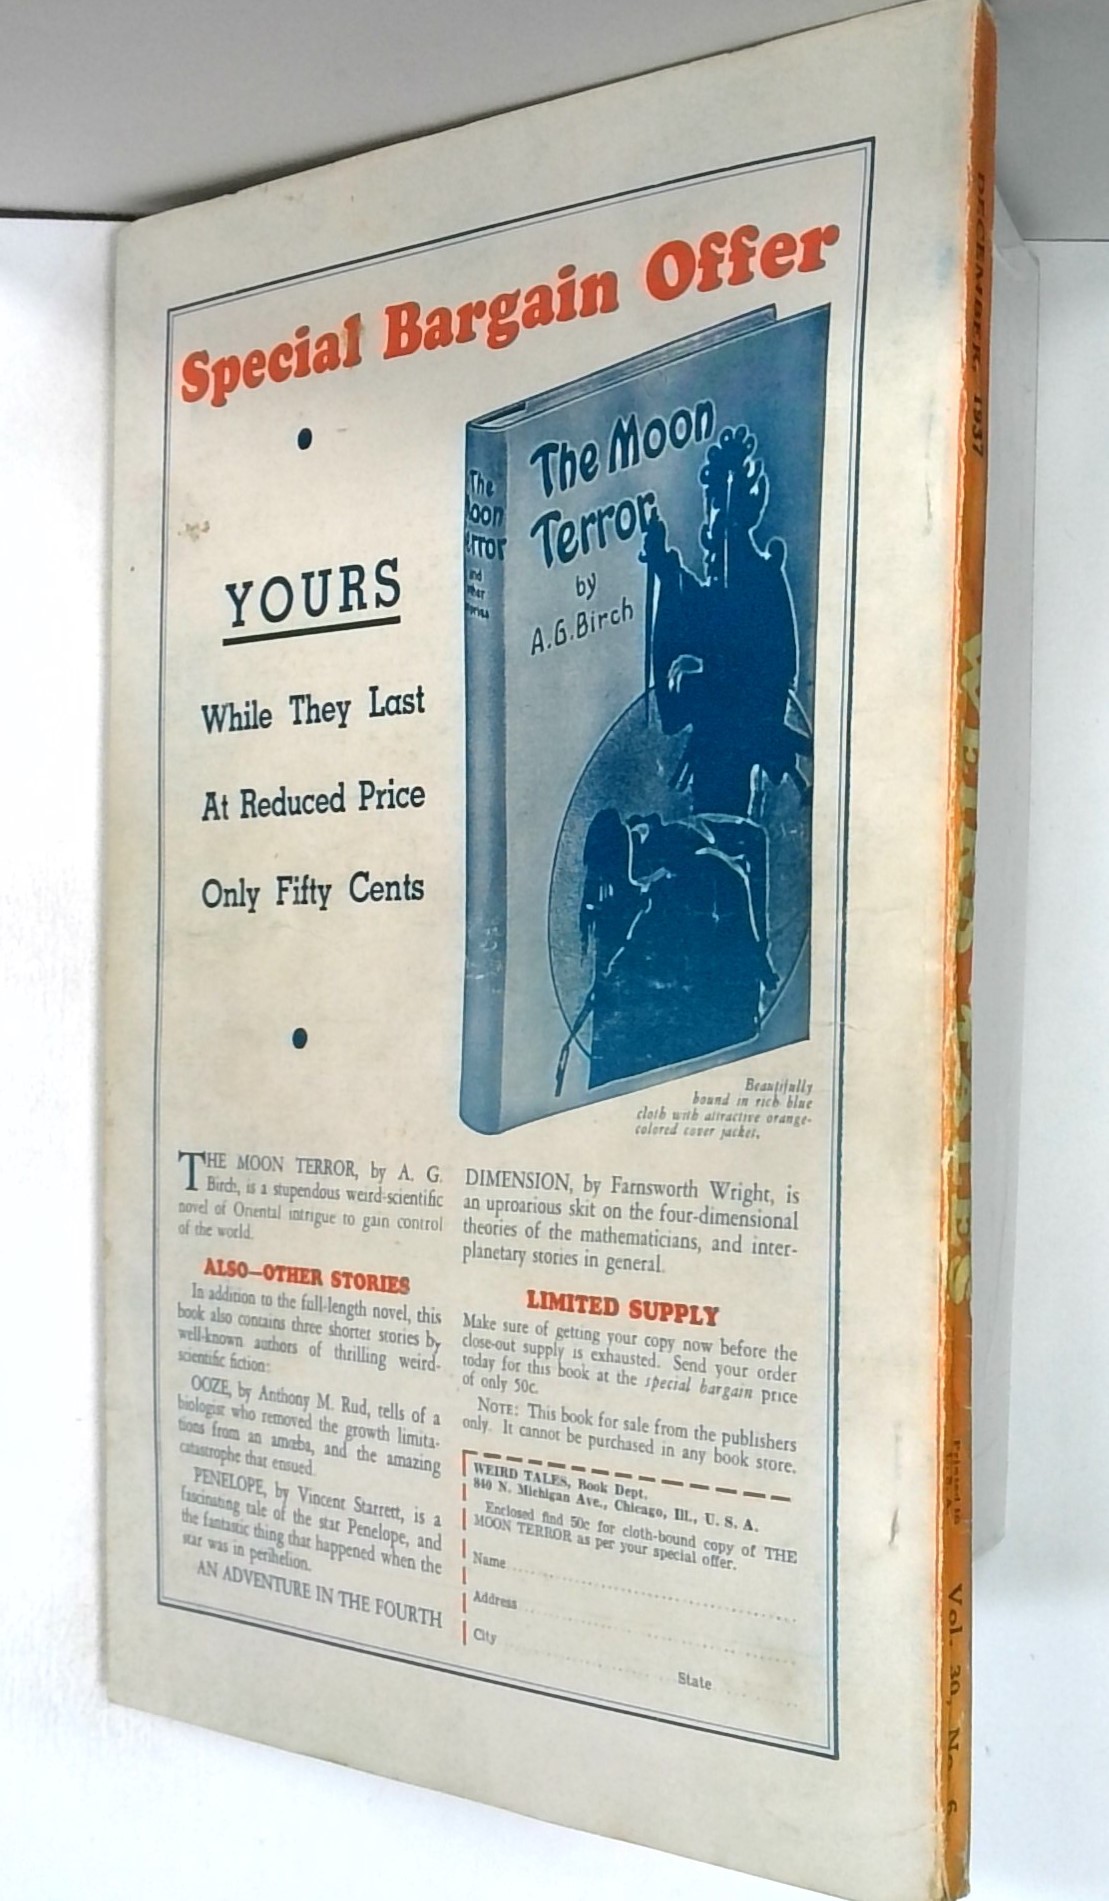 Special Bargain Offer
YOURS
While They Last
At Reduced Price
Only Fifty Cents
The Moon
Terror
by
A.G.Birch
The
Moon
Terror
and
other
stories
Beautifully
bound in rich blue
cloth with attractive orange-
colored cover jacket.
THE MOON TERROR, by A. G.
Birch, is a stupendous weird-scientific
novel of Oriental intrigue to gain control
of the world.
ALSO—OTHER STORIES
In addition to the full-length novel, this
book also contains three shorter stories by
well-known authors of thrilling weird-
scientific fiction:
OOZE, by Anthony M. Rud, tells of a
biologist who removed the growth limita-
tions from an amœba, and the amazing
catastrophe that ensued.
PENELOPE, by Vincent Starrett, is a
fascinating tale of the star Penelope, and
the fantastic thing that happened when the
star was in perihelion.
AN ADVENTURE IN THE FOURTH
DIMENSION, by Farnsworth Wright, is
an uproarious skit on the four-dimensional
theories of the mathematicians, and inter-
planetary stories in general.
LIMITED SUPPLY
Make sure of getting your copy now before the
close-out supply is exhausted. Send your order
today for this book at the special bargain price
of only 50c.
NOTE: This book for sale from the publishers
only. It cannot be purchased in any book store.
WEIRD TALES, Book Dept.
840 N. Michigan Ave., Chicago, Ill., U. S. A.
Enclosed find 50c for cloth-bound copy of THE
MOON TERROR as per your special offer.
Name
Address
City
State
DECEMBER 1937
WEIRD TALES
Printed in
U. S. A.
Vol. 30, No. 6